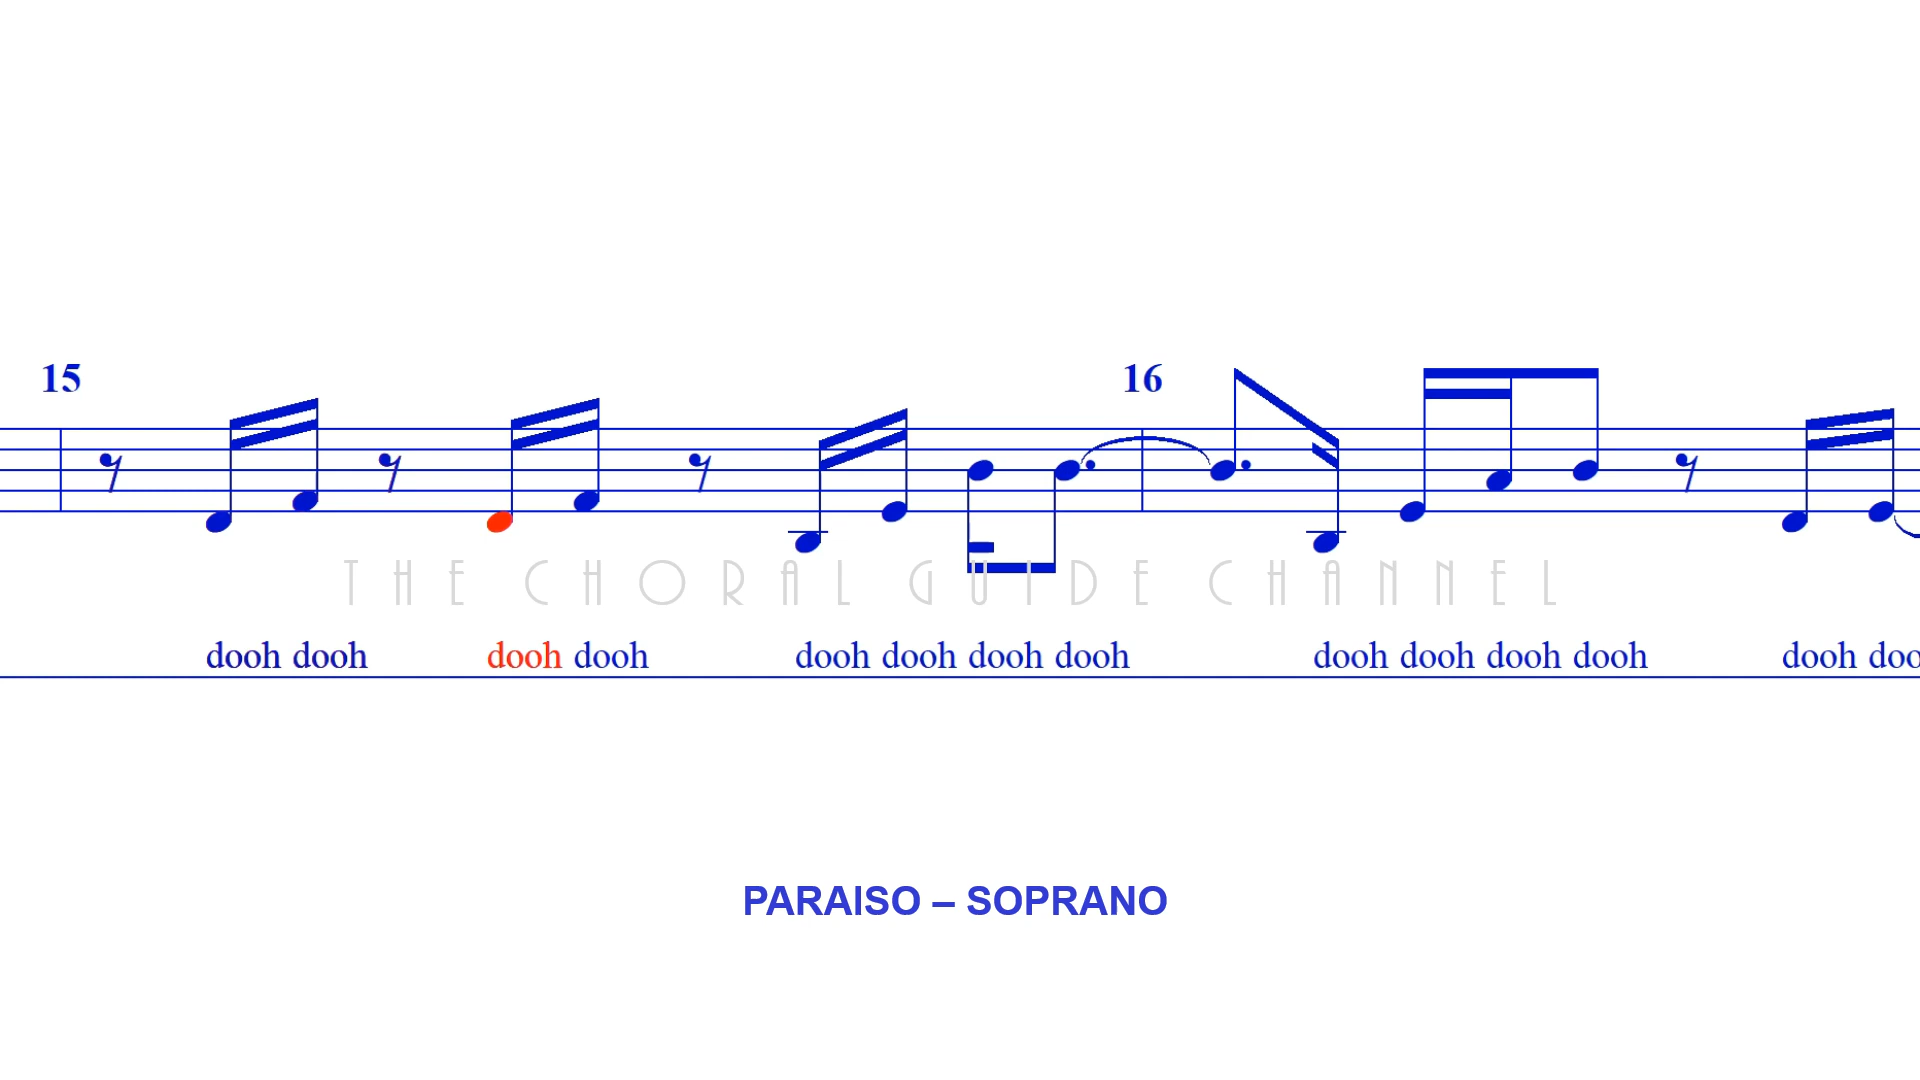 15 16
THE CHORAL GUIDE CHANNEL
dooh dooh dooh dooh dooh dooh dooh dooh dooh dooh dooh dooh dooh doo
PARAISO – SOPRANO